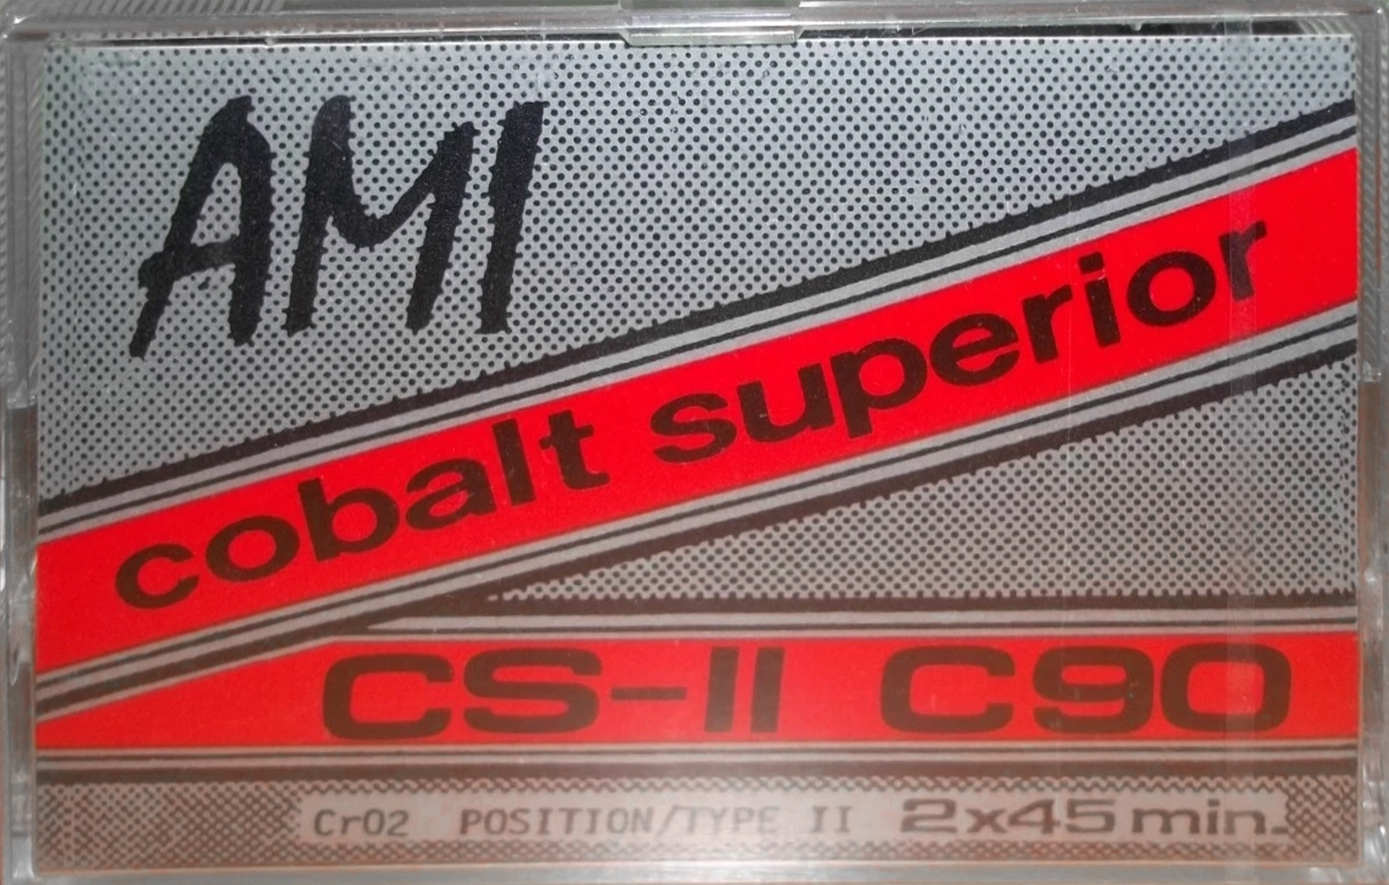 AMI
cobalt superior
CS-II C90
CrO2 POSITION/TYPE II 2x45 min.